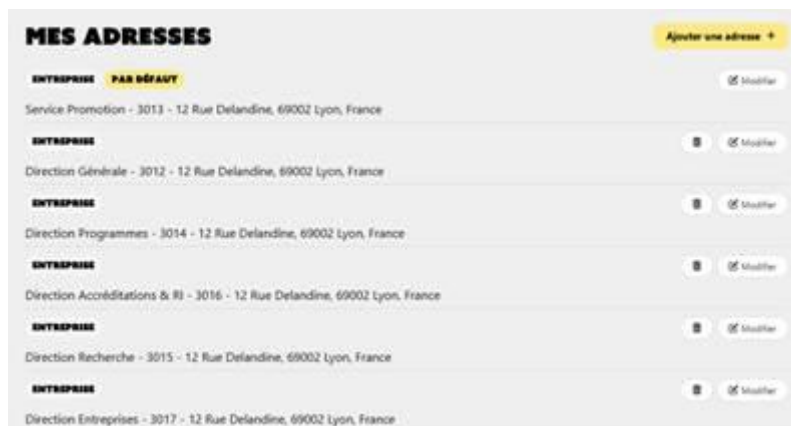 MES ADRESSES
Ajouter une adresse +
ENTREPRISE PAR DÉFAUT
Modifier
Service Promotion - 3013 - 12 Rue Delandine, 69002 Lyon, France
ENTREPRISE
Modifier
Direction Générale - 3012 - 12 Rue Delandine, 69002 Lyon, France
ENTREPRISE
Modifier
Direction Programmes - 3014 - 12 Rue Delandine, 69002 Lyon, France
ENTREPRISE
Modifier
Direction Accréditations & RI - 3016 - 12 Rue Delandine, 69002 Lyon, France
ENTREPRISE
Modifier
Direction Recherche - 3015 - 12 Rue Delandine, 69002 Lyon, France
ENTREPRISE
Modifier
Direction Entreprises - 3017 - 12 Rue Delandine, 69002 Lyon, France